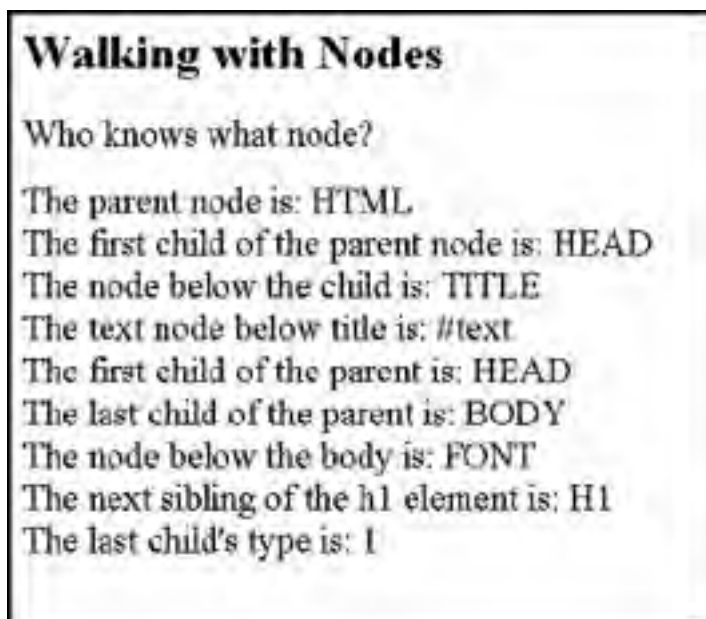 Walking with Nodes
Who knows what node?
The parent node is: HTML
The first child of the parent node is: HEAD
The node below the child is: TITLE
The text node below title is: #text
The first child of the parent is: HEAD
The last child of the parent is: BODY
The node below the body is: FONT
The next sibling of the h1 element is: H1
The last child's type is: 1